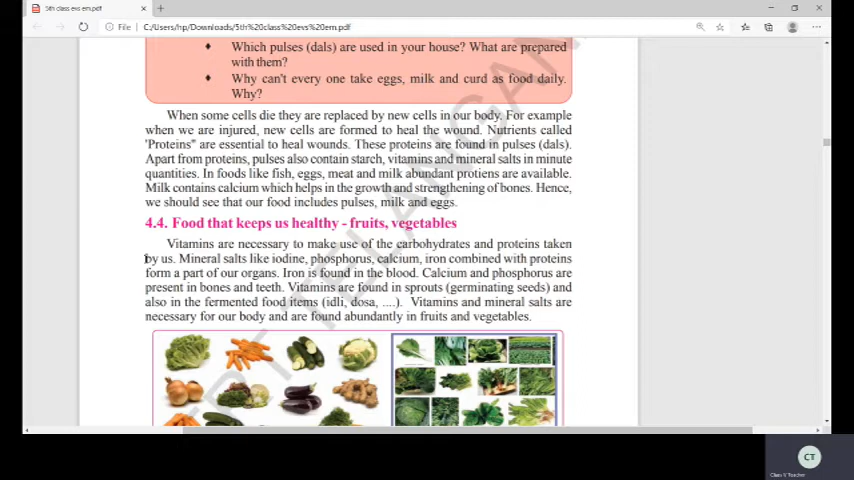 5th class evs em.pdf
File
C:/Users/hp/Downloads/5th%20class%20evs%20em.pdf
Which pulses (dals) are used in your house? What are prepared
with them?
Why can't every one take eggs, milk and curd as food daily.
Why?
When some cells die they are replaced by new cells in our body. For example
when we are injured, new cells are formed to heal the wound. Nutrients called
'Proteins" are essential to heal wounds. These proteins are found in pulses (dals).
Apart from proteins, pulses also contain starch, vitamins and mineral salts in minute
quantities. In foods like fish, eggs, meat and milk abundant protiens are available.
Milk contains calcium which helps in the growth and strengthening of bones. Hence,
we should see that our food includes pulses, milk and eggs.
4.4. Food that keeps us healthy - fruits, vegetables
Vitamins are necessary to make use of the carbohydrates and proteins taken
by us. Mineral salts like iodine, phosphorus, calcium, iron combined with proteins
form a part of our organs. Iron is found in the blood. Calcium and phosphorus are
present in bones and teeth. Vitamins are found in sprouts (germinating seeds) and
also in the fermented food items (idli, dosa, ....). Vitamins and mineral salts are
necessary for our body and are found abundantly in fruits and vegetables.
CT
Class V Teacher